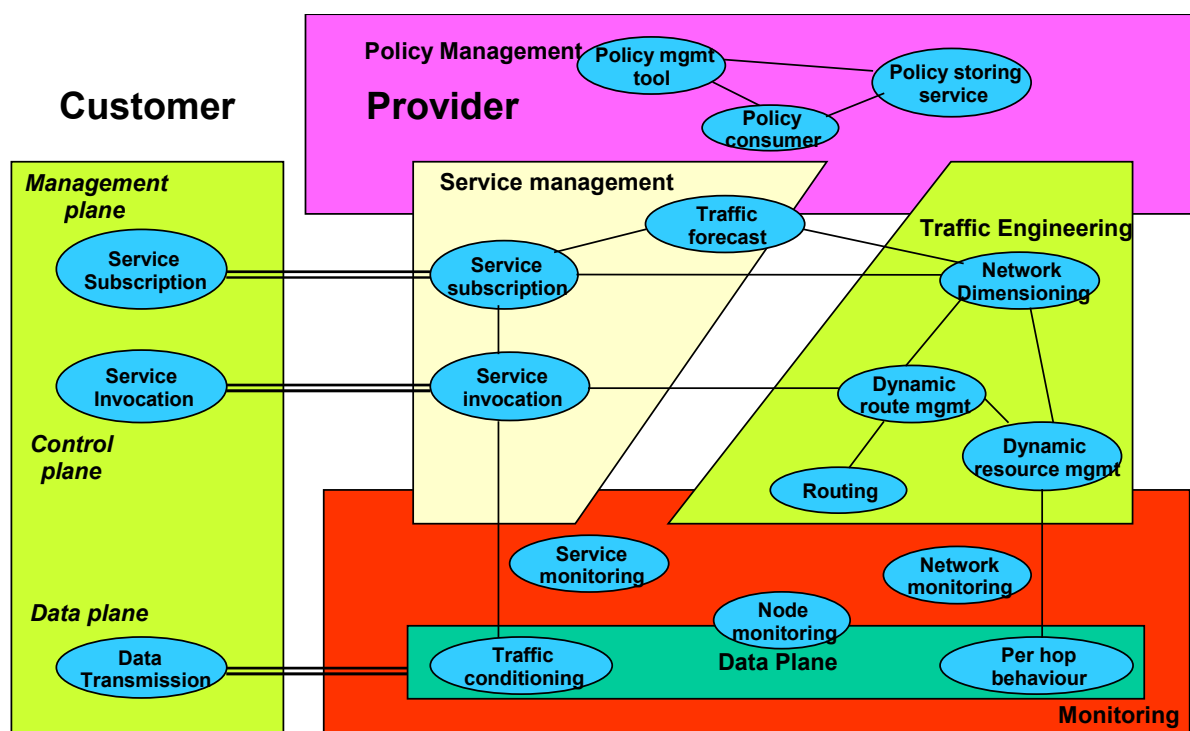 Policy Management
Policy mgmt
tool
Policy storing
service
Customer
Provider
Policy
consumer
Management
plane
Service management
Traffic
forecast
Traffic Engineering
Service
Subscription
Service
subscription
Network
Dimensioning
Service
Invocation
Service
invocation
Dynamic
route mgmt
Control
plane
Dynamic
resource mgmt
Routing
Service
monitoring
Network
monitoring
Data plane
Node
monitoring
Data
Transmission
Traffic
conditioning
Data Plane
Per hop
behaviour
Monitoring